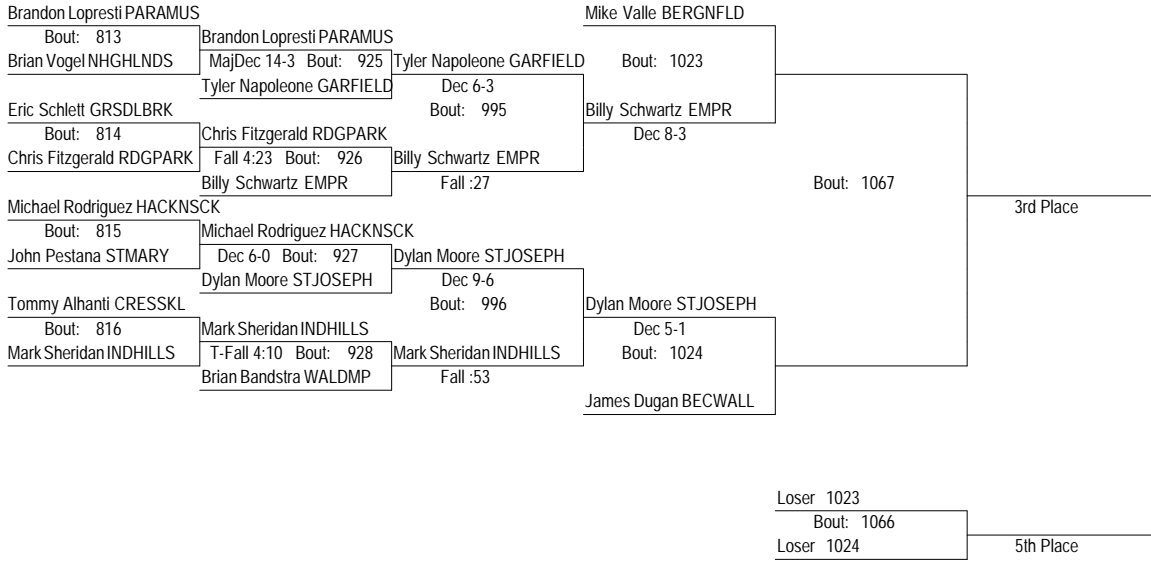 Brandon Lopresti PARAMUS
Mike Valle BERGNFLD
Bout: 813
Brandon Lopresti PARAMUS
Brian Vogel NHGHLNDS
MajDec 14-3 Bout: 925
Tyler Napoleone GARFIELD
Bout: 1023
Tyler Napoleone GARFIELD
Dec 6-3
Eric Schlett GRSDLBRK
Bout: 995
Billy Schwartz EMPR
Bout: 814
Chris Fitzgerald RDGPARK
Dec 8-3
Chris Fitzgerald RDGPARK
Fall 4:23 Bout: 926
Billy Schwartz EMPR
Billy Schwartz EMPR
Fall :27
Bout: 1067
Michael Rodriguez HACKNSCK
3rd Place
Bout: 815
Michael Rodriguez HACKNSCK
John Pestana STMARY
Dec 6-0 Bout: 927
Dylan Moore STJOSEPH
Dylan Moore STJOSEPH
Dec 9-6
Tommy Alhanti CRESSKL
Bout: 996
Dylan Moore STJOSEPH
Bout: 816
Mark Sheridan INDHILLS
Dec 5-1
Mark Sheridan INDHILLS
T-Fall 4:10 Bout: 928
Mark Sheridan INDHILLS
Bout: 1024
Brian Bandstra WALDMP
Fall :53
James Dugan BECWALL
Loser 1023
Bout: 1066
Loser 1024
5th Place